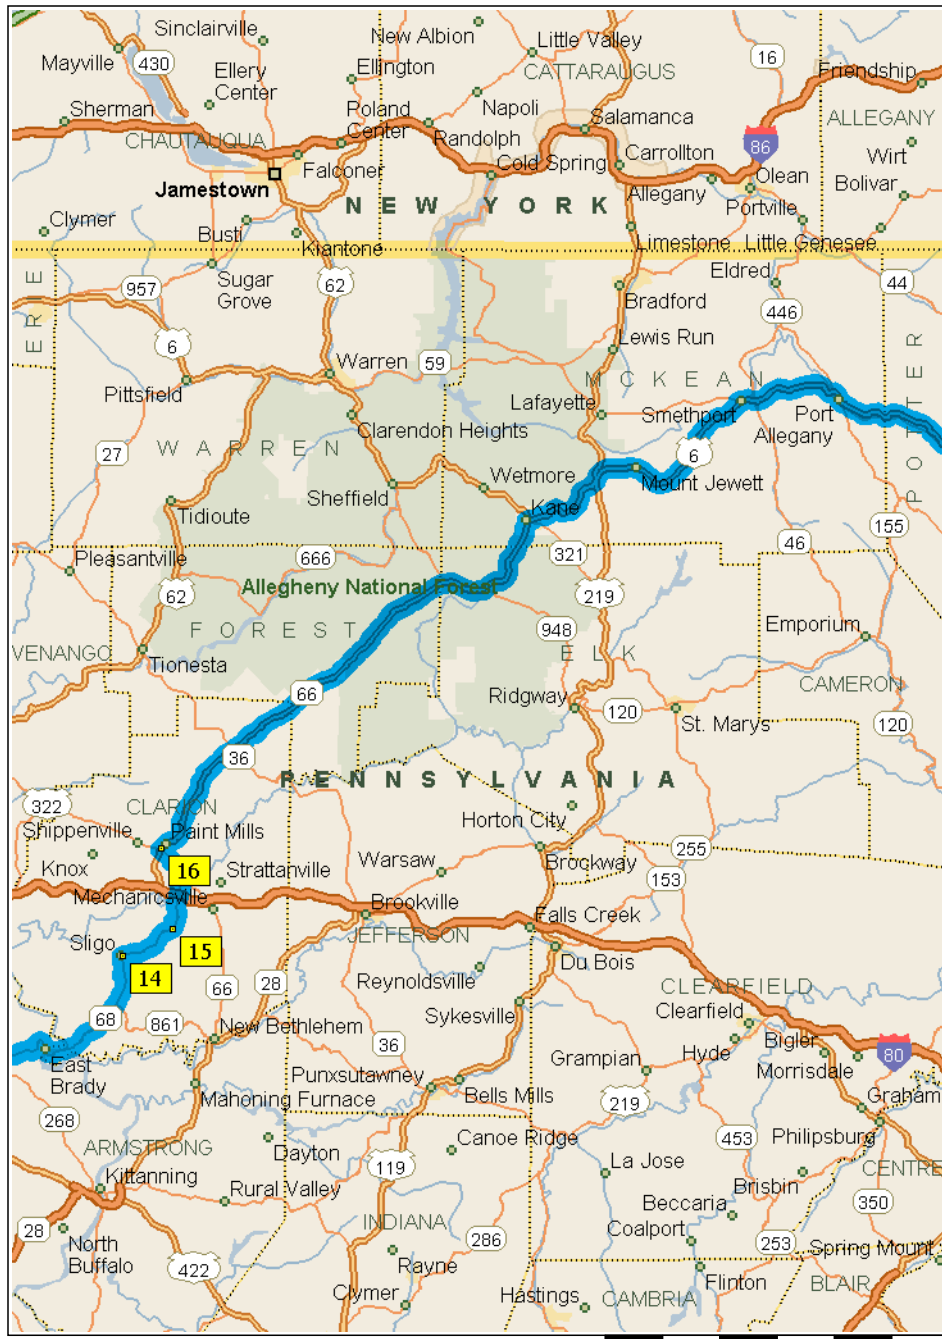 Sinclairville
New Albion
Little Valley
Mayville
430
Ellery
Center
Ellington
CATTARAUGUS
16
Friendship
Sherman
Poland
Center
Napoli
Randolph
Salamanca
ALLEGANY
CHAUTAUQUA
Falconer
Cold Spring
Carrollton
86
Wirt
Jamestown
Allegany
Olean
Bolivar
NEW YORK
Portville
Clymer
Busti
Kiantone
Limestone
Little Genesee
ERIE
Sugar
Grove
957
62
Eldred
44
Bradford
446
6
Warren
59
Lewis Run
POTTER
Pittsfield
MCKEAN
Lafayette
Smethport
Port
Allegany
Clarendon Heights
WARREN
27
6
Wetmore
Mount Jewett
Sheffield
Tidioute
Kane
155
Pleasantville
666
321
46
Allegheny National Forest
62
219
FOREST
948
Emporium
VENANGO
Tionesta
ELK
66
Ridgway
CAMERON
120
St. Marys
120
36
PENNSYLVANIA
322
CLARION
Horton City
Shippenville
Paint Mills
255
Knox
16
Strattanville
Warsaw
Brockway
153
Mechanicsville
Brookville
Falls Creek
Sligo
15
JEFFERSON
14
Du Bois
66
28
Reynoldsville
CLEARFIELD
68
861
New Bethlehem
Sykesville
Clearfield
36
Hyde
Bigler
80
East
Brady
Grampian
Morrisdale
Punxsutawney
Bells Mills
Mahoning Furnace
219
Graham
268
453
Philipsburg
ARMSTRONG
Dayton
Canoe Ridge
Kittanning
119
La Jose
CENTRE
Rural Valley
Brisbin
350
Beccaria
28
INDIANA
Coalport
North
Buffalo
286
253
Spring Mount
422
Rayne
Flinton
BLAIR
Clymer
Hastings
CAMBRIA